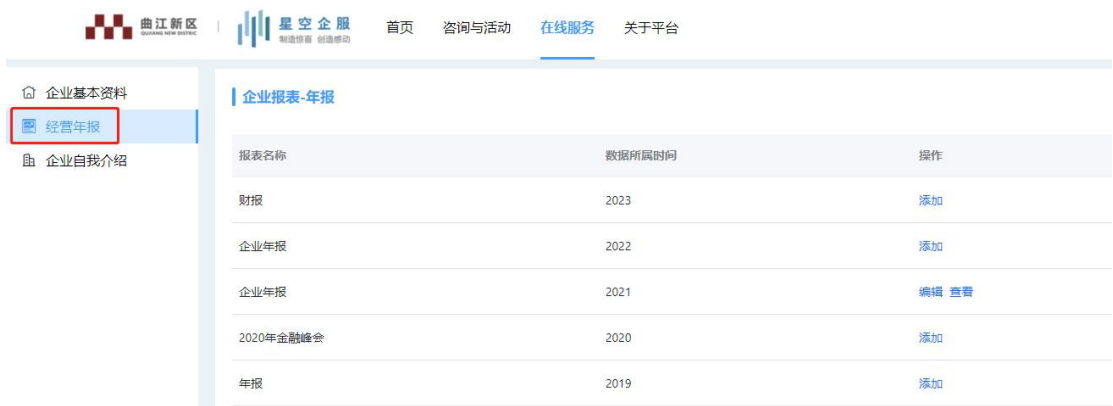 曲江新区 星空企服 首页 咨询与活动 在线服务 关于平台
QUJIANG NEW DISTRIC 制造惊喜 创造感动
企业基本资料
经营年报
企业自我介绍
企业报表-年报
报表名称 数据所属时间 操作
财报 2023 添加
企业年报 2022 添加
企业年报 2021 编辑 查看
2020年金融峰会 2020 添加
年报 2019 添加